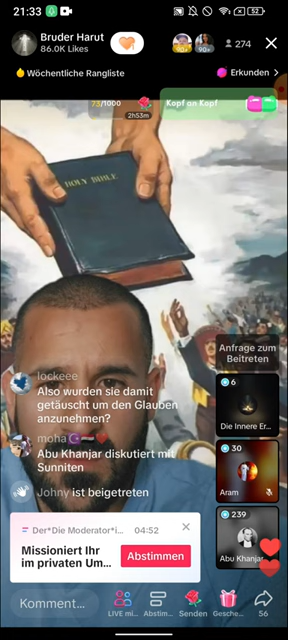 21:33
52
Bruder Harut
86.0K Likes
90+
90+
274
Wöchentliche Rangliste
Erkunden
73/1000
Kopf an Kopf
2h53m
HOLY BIBLE
Anfrage zum
Beitreten
lockeee
Also wurden sie damit
getäuscht um den Glauben
anzunehmen?
6
Die Innere Er...
moha
Abu Khanjar diskutiert mit
Sunniten
30
Aram
Johny ist beigetreten
239
Abu Khanjar
Der*Die Moderator*i...
04:52
Missioniert Ihr
im privaten Um...
Abstimmen
Komment...
LIVE mi...
Abstim...
Senden
Gesche...
56